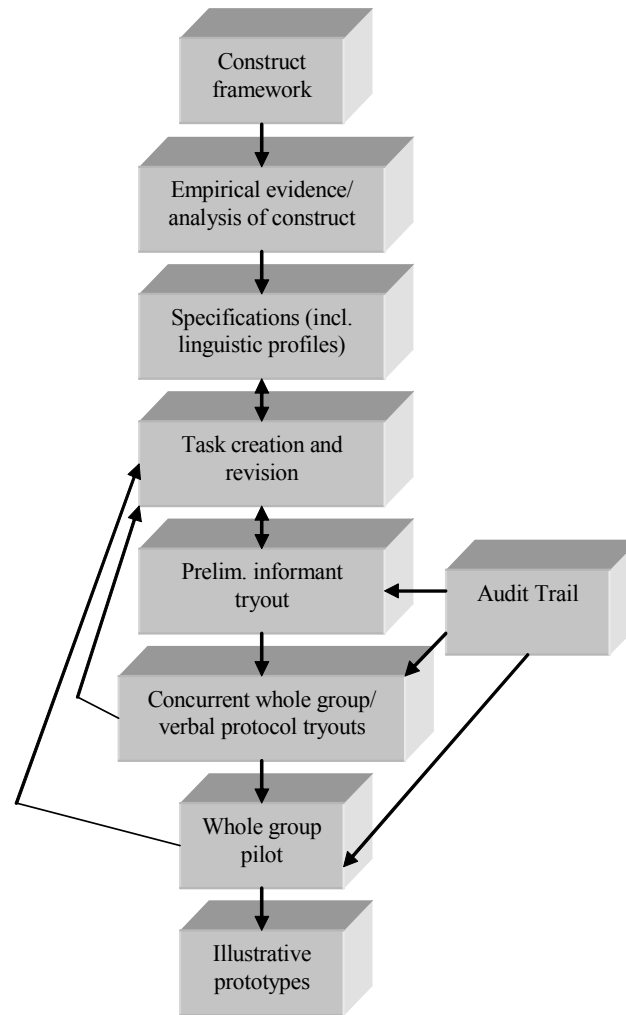 Construct
framework
Empirical evidence/
analysis of construct
Specifications (incl.
linguistic profiles)
Task creation and
revision
Prelim. informant
tryout
Audit Trail
Concurrent whole group/
verbal protocol tryouts
Whole group
pilot
Illustrative
prototypes